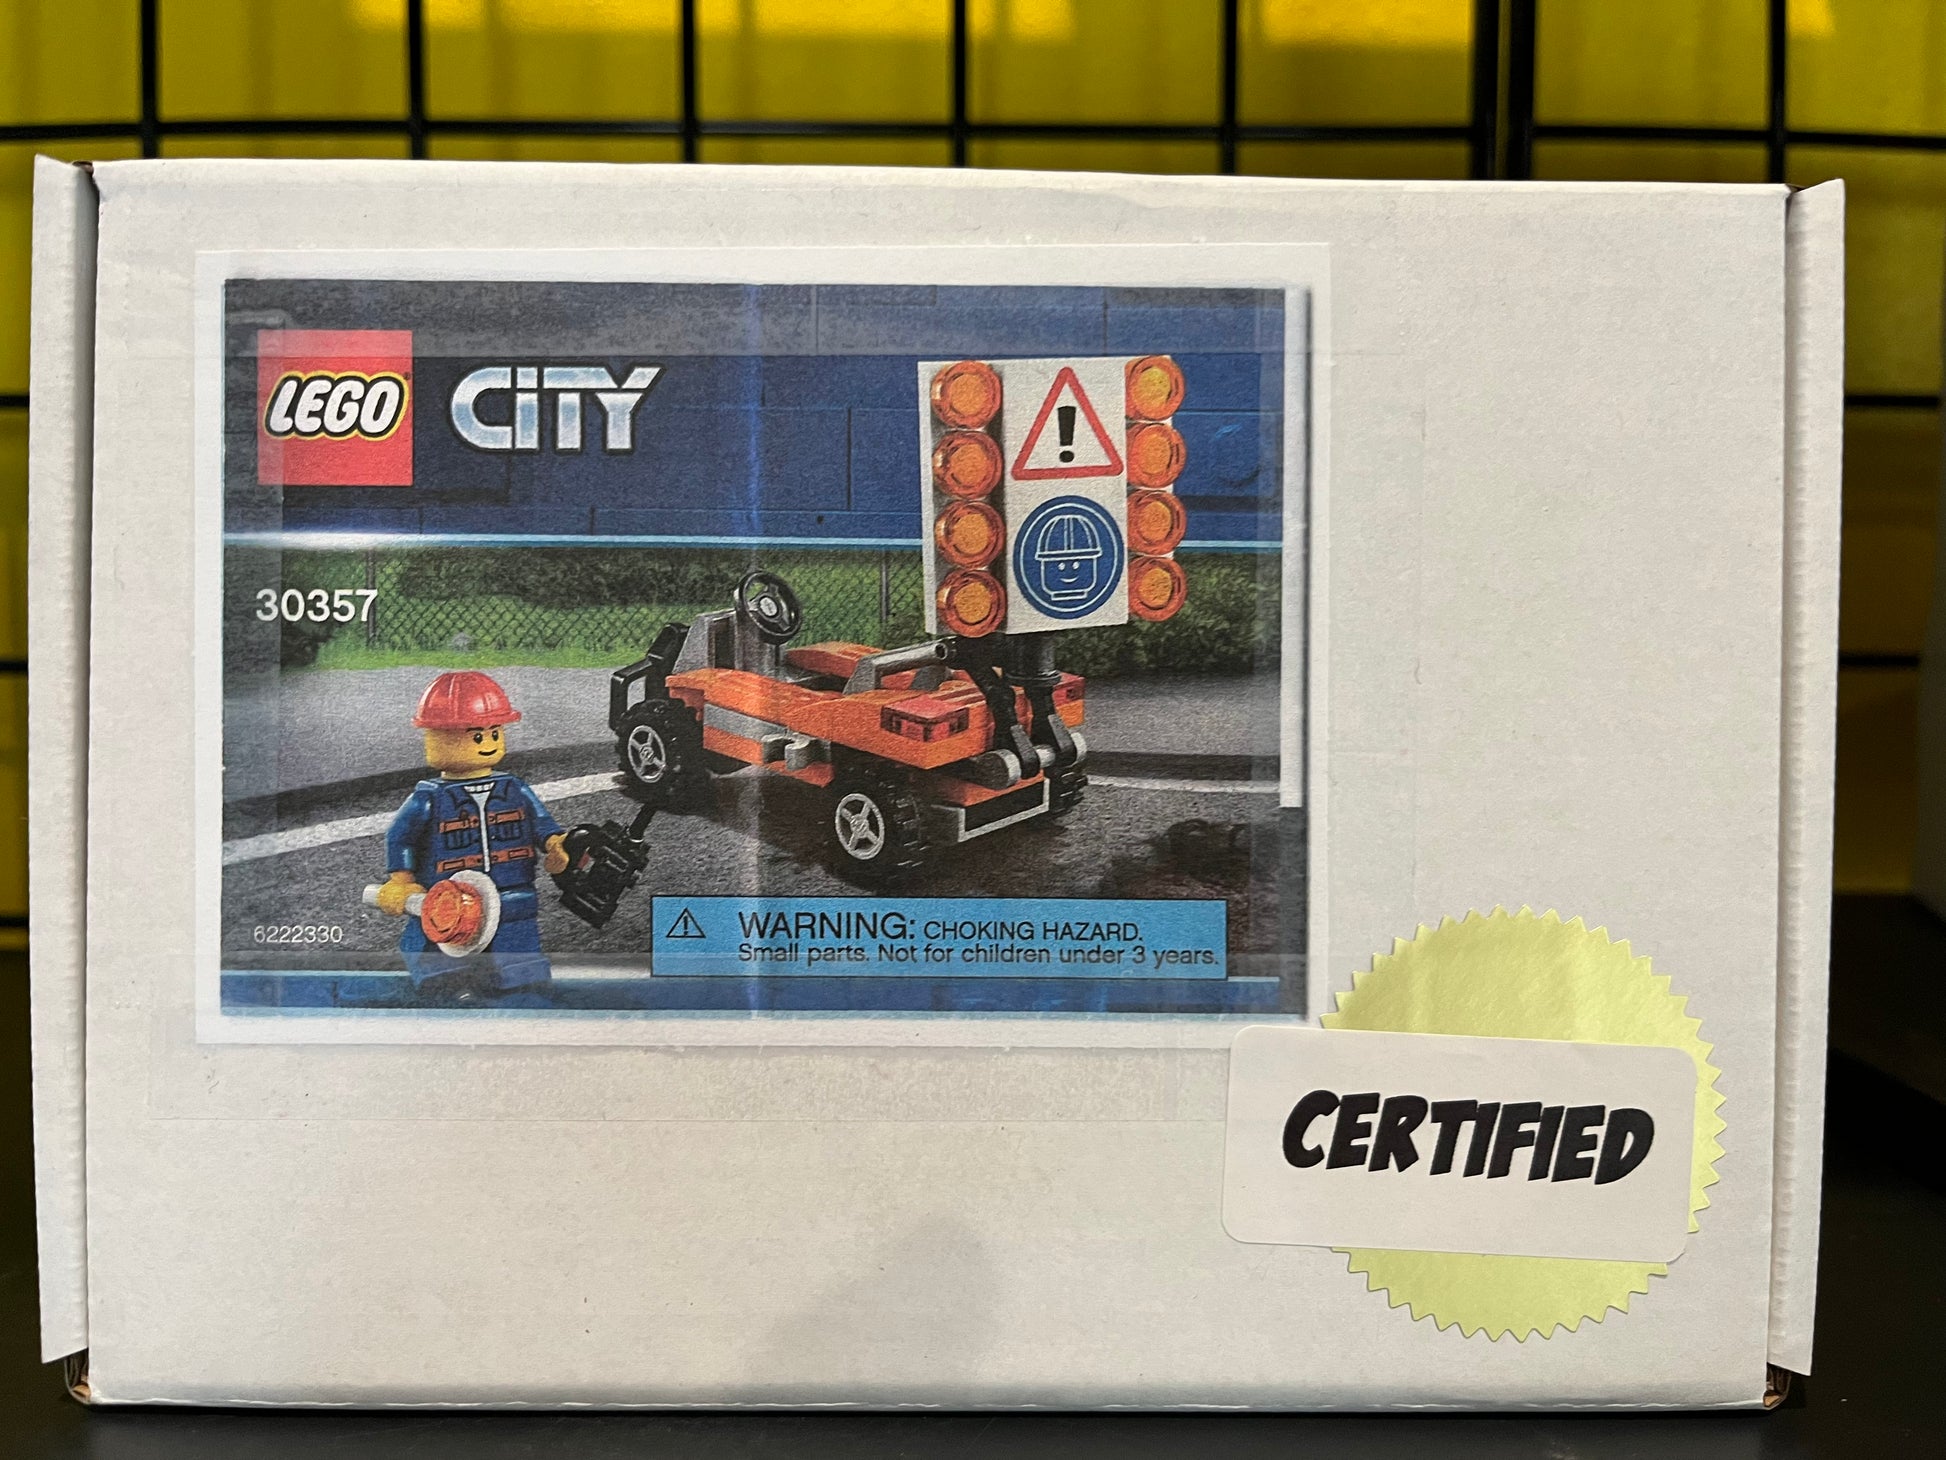 LEGO
CITY
30357
6222330
WARNING: CHOKING HAZARD.
Small parts. Not for children under 3 years.
CERTIFIED